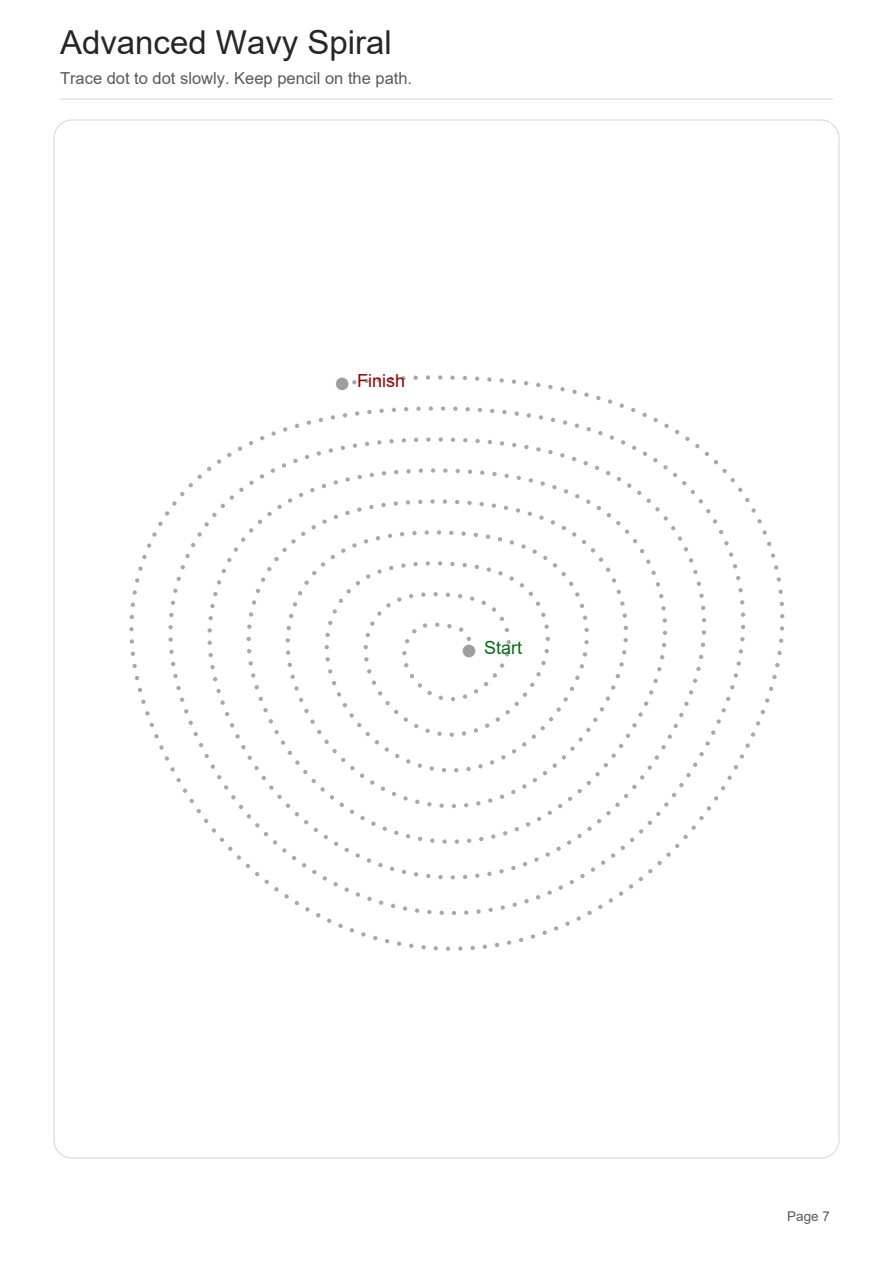 Advanced Wavy Spiral
Trace dot to dot slowly. Keep pencil on the path.
Finish
Start
Page 7